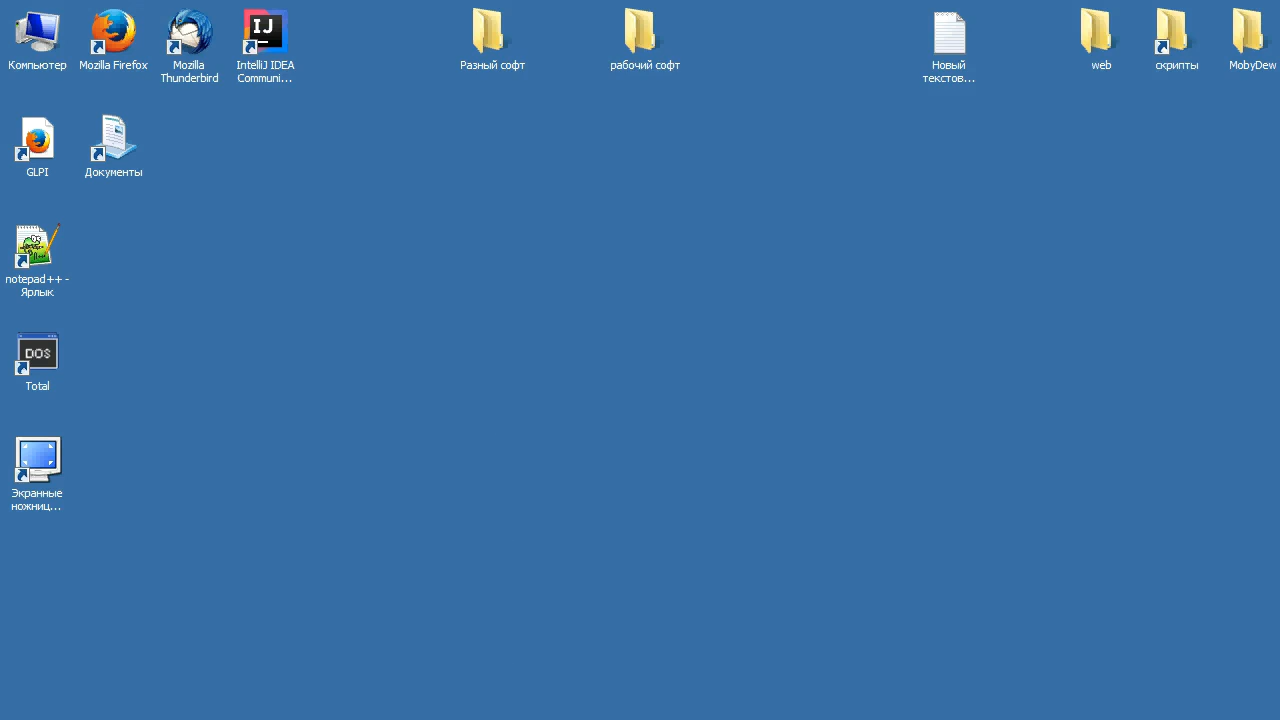 Компьютер
Mozilla Firefox
Mozilla
Thunderbird
IJ
IntelliJ IDEA
Communi...
Разный софт
рабочий софт
Новый
текстов...
web
скрипты
MobyDew
GLPI
Документы
notepad++ -
Ярлык
DOS
Total
Экранные
ножниц...